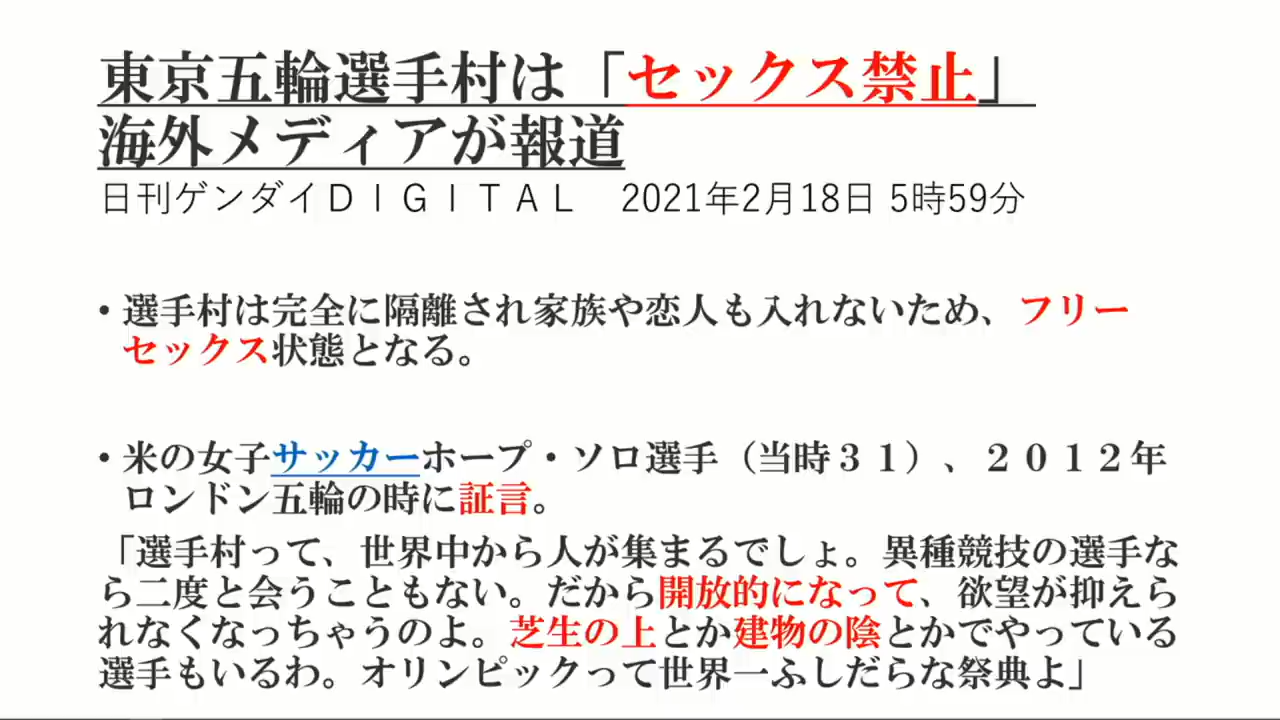 東京五輪選手村は「セックス禁止」
海外メディアが報道
日刊ゲンダイＤＩＧＩＴＡＬ　2021年2月18日 5時59分
・選手村は完全に隔離され家族や恋人も入れないため、フリー
セックス状態となる。
・米の女子サッカーホープ・ソロ選手（当時３１）、２０１２年
ロンドン五輪の時に証言。
「選手村って、世界中から人が集まるでしょ。異種競技の選手な
ら二度と会うこともない。だから開放的になって、欲望が抑えら
れなくなっちゃうのよ。芝生の上とか建物の陰とかでやっている
選手もいるわ。オリンピックって世界一ふしだらな祭典よ」